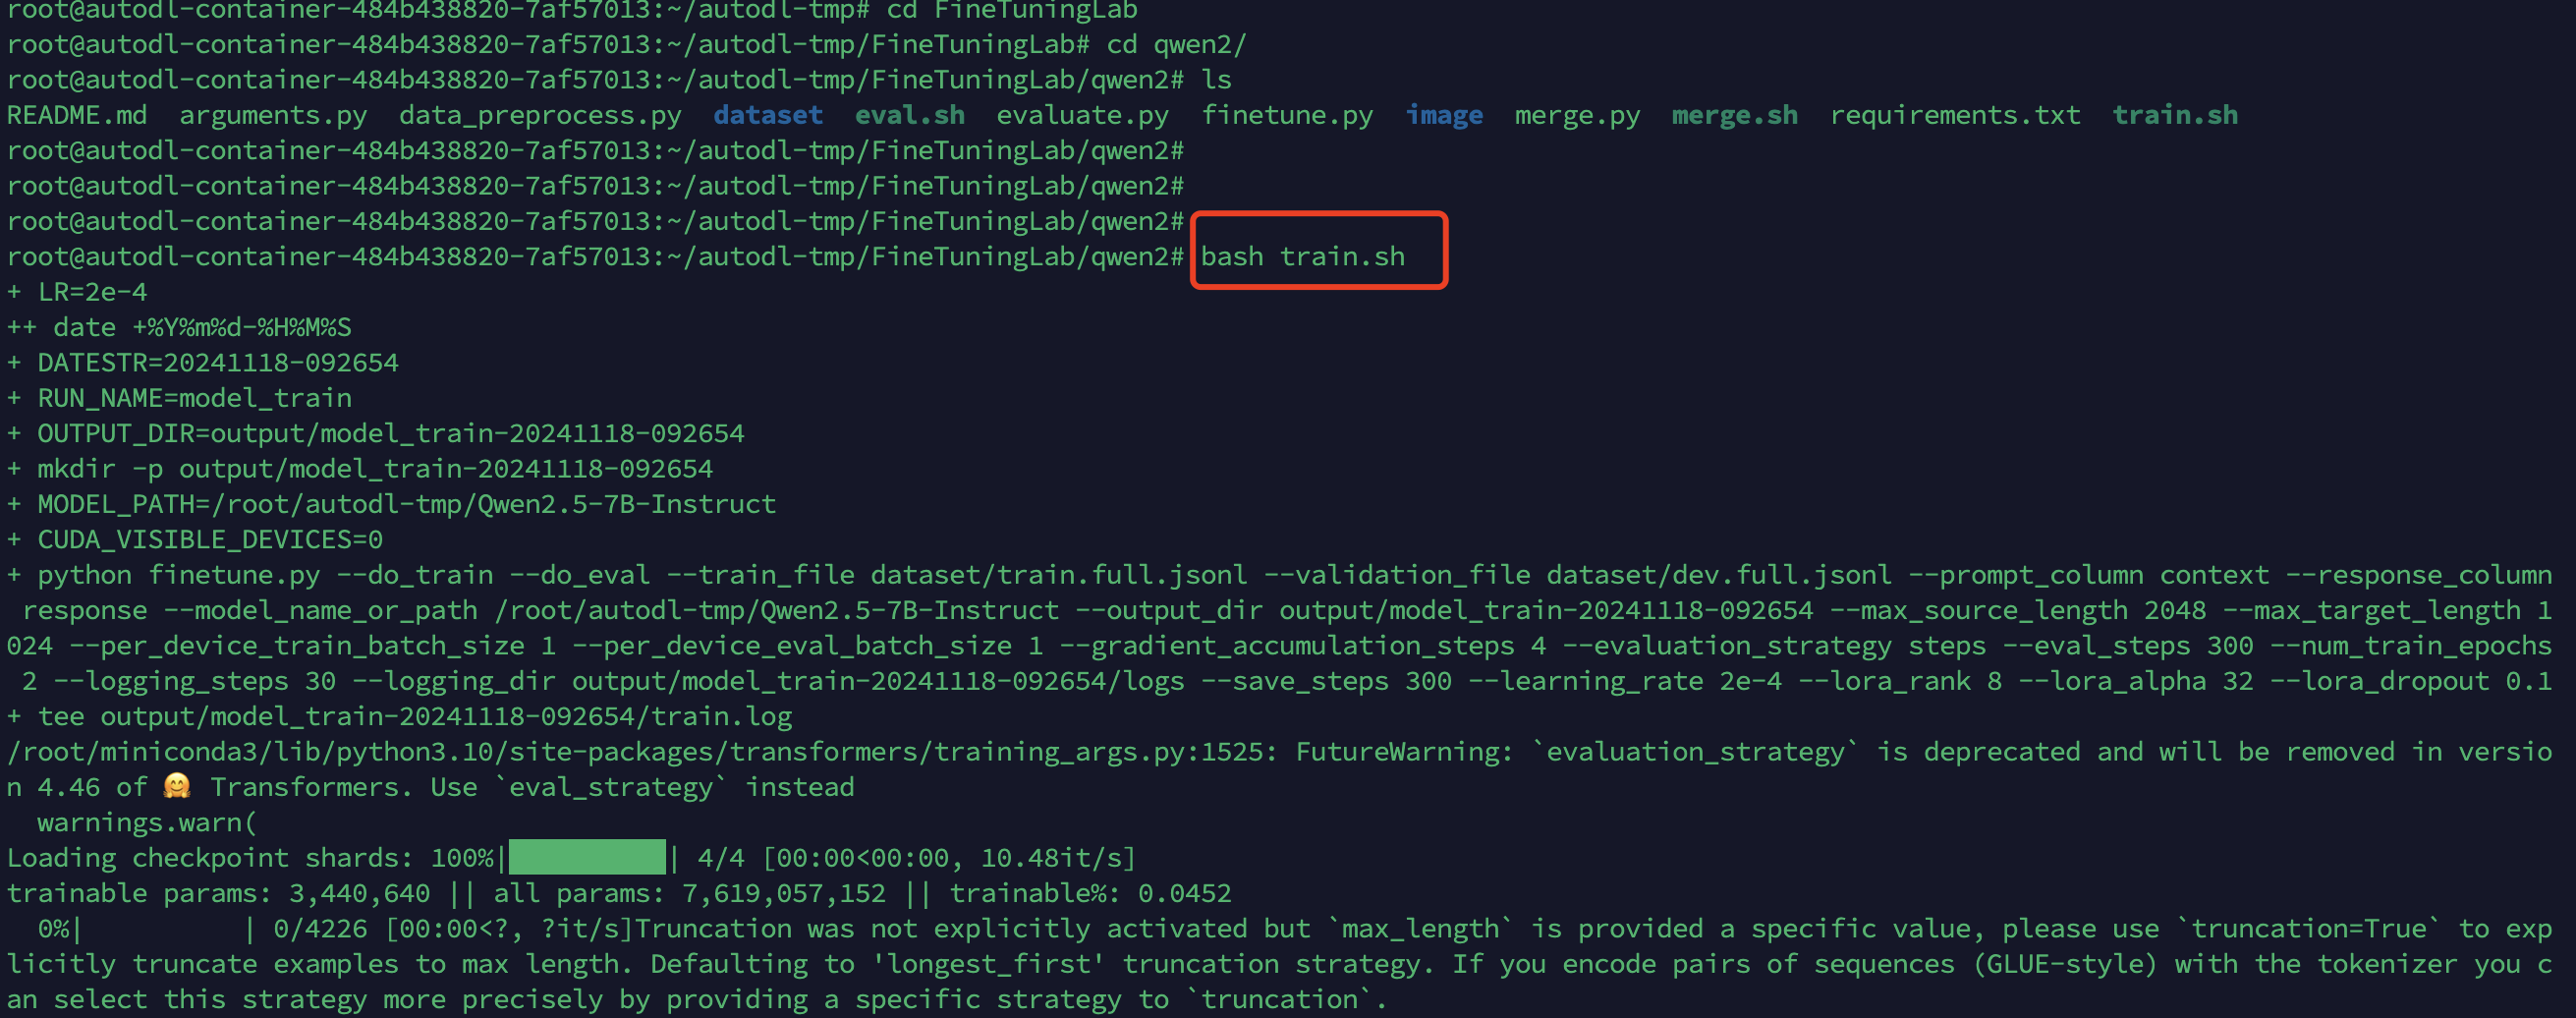 root@autodl-container-484b438820-7af57013:~/autodl-tmp# cd FineTuningLab
root@autodl-container-484b438820-7af57013:~/autodl-tmp/FineTuningLab# cd qwen2/
root@autodl-container-484b438820-7af57013:~/autodl-tmp/FineTuningLab/qwen2# ls
README.md  arguments.py  data_preprocess.py  dataset  eval.sh  evaluate.py  finetune.py  image  merge.py  merge.sh  requirements.txt  train.sh
root@autodl-container-484b438820-7af57013:~/autodl-tmp/FineTuningLab/qwen2#
root@autodl-container-484b438820-7af57013:~/autodl-tmp/FineTuningLab/qwen2#
root@autodl-container-484b438820-7af57013:~/autodl-tmp/FineTuningLab/qwen2#
root@autodl-container-484b438820-7af57013:~/autodl-tmp/FineTuningLab/qwen2# bash train.sh
+ LR=2e-4
++ date +%Y%m%d-%H%M%S
+ DATESTR=20241118-092654
+ RUN_NAME=model_train
+ OUTPUT_DIR=output/model_train-20241118-092654
+ mkdir -p output/model_train-20241118-092654
+ MODEL_PATH=/root/autodl-tmp/Qwen2.5-7B-Instruct
+ CUDA_VISIBLE_DEVICES=0
+ python finetune.py --do_train --do_eval --train_file dataset/train.full.jsonl --validation_file dataset/dev.full.jsonl --prompt_column context --response_column
 response --model_name_or_path /root/autodl-tmp/Qwen2.5-7B-Instruct --output_dir output/model_train-20241118-092654 --max_source_length 2048 --max_target_length 1
024 --per_device_train_batch_size 1 --per_device_eval_batch_size 1 --gradient_accumulation_steps 4 --evaluation_strategy steps --eval_steps 300 --num_train_epochs
 2 --logging_steps 30 --logging_dir output/model_train-20241118-092654/logs --save_steps 300 --learning_rate 2e-4 --lora_rank 8 --lora_alpha 32 --lora_dropout 0.1
+ tee output/model_train-20241118-092654/train.log
/root/miniconda3/lib/python3.10/site-packages/transformers/training_args.py:1525: FutureWarning: `evaluation_strategy` is deprecated and will be removed in versio
n 4.46 of 🤗 Transformers. Use `eval_strategy` instead
  warnings.warn(
Loading checkpoint shards: 100%|██████████| 4/4 [00:00<00:00, 10.48it/s]
trainable params: 3,440,640 || all params: 7,619,057,152 || trainable%: 0.0452
  0%|          | 0/4226 [00:00<?, ?it/s]Truncation was not explicitly activated but `max_length` is provided a specific value, please use `truncation=True` to exp
licitly truncate examples to max length. Defaulting to 'longest_first' truncation strategy. If you encode pairs of sequences (GLUE-style) with the tokenizer you c
an select this strategy more precisely by providing a specific strategy to `truncation`.